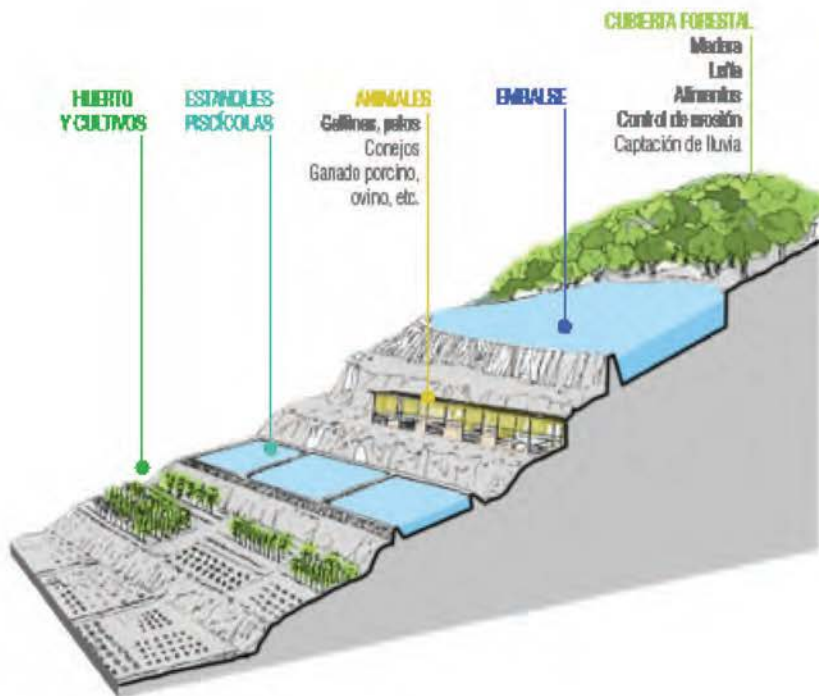 HUERTO
Y CULTIVOS
ESTANQUES
PISCÍCOLAS
ANIMALES
Gallinas, patos
Conejos
Ganado porcino,
ovino, etc.
EMBALSE
CUBIERTA FORESTAL
Madera
Leña
Alimentos
Control de erosión
Captación de lluvia